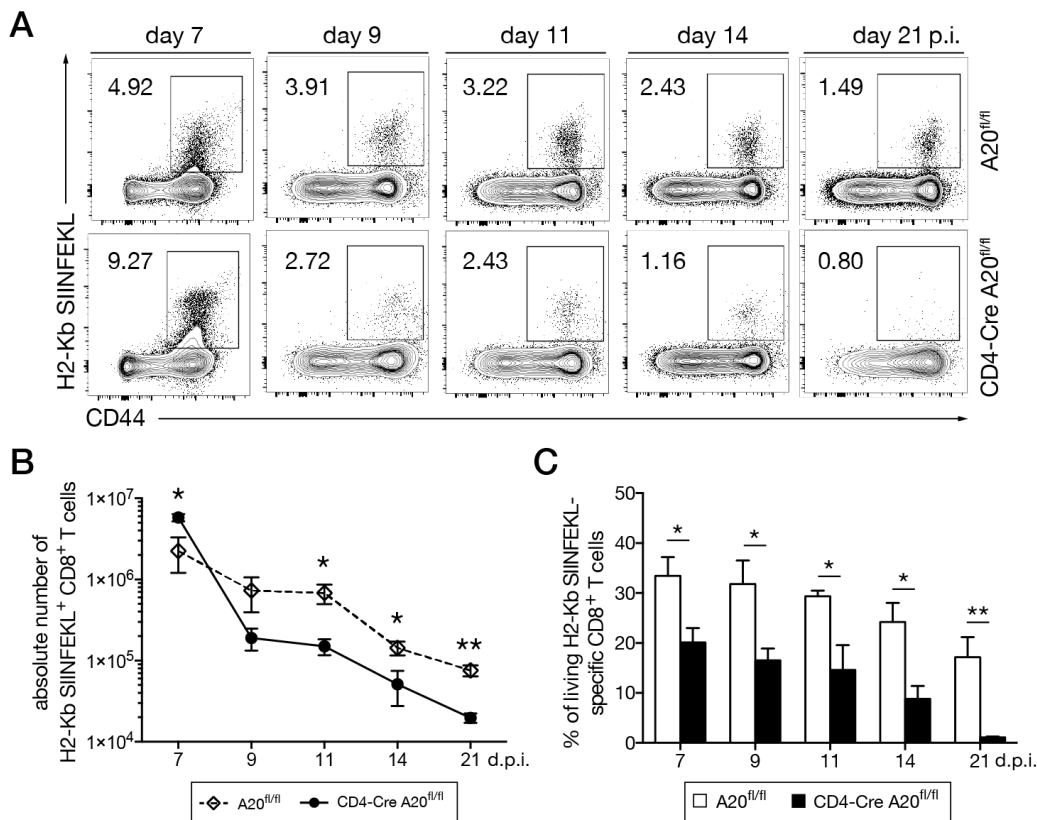 A
day 7 day 9 day 11 day 14 day 21 p.i.
4.92 3.91 3.22 2.43 1.49
A20fl/fl
H2-Kb SIINFEKL
9.27 2.72 2.43 1.16 0.80
CD4-Cre A20fl/fl
CD44
B
absolute number of
H2-Kb SIINFEKL+ CD8+ T cells
1×10⁷
1×10⁶
1×10⁵
1×10⁴
* * * **
7 9 11 14 21 d.p.i.
A20fl/fl CD4-Cre A20fl/fl
C
% of living H2-Kb SIINFEKL-
specific CD8+ T cells
50
40
30
20
10
0
* * * * **
7 9 11 14 21 d.p.i.
A20fl/fl CD4-Cre A20fl/fl